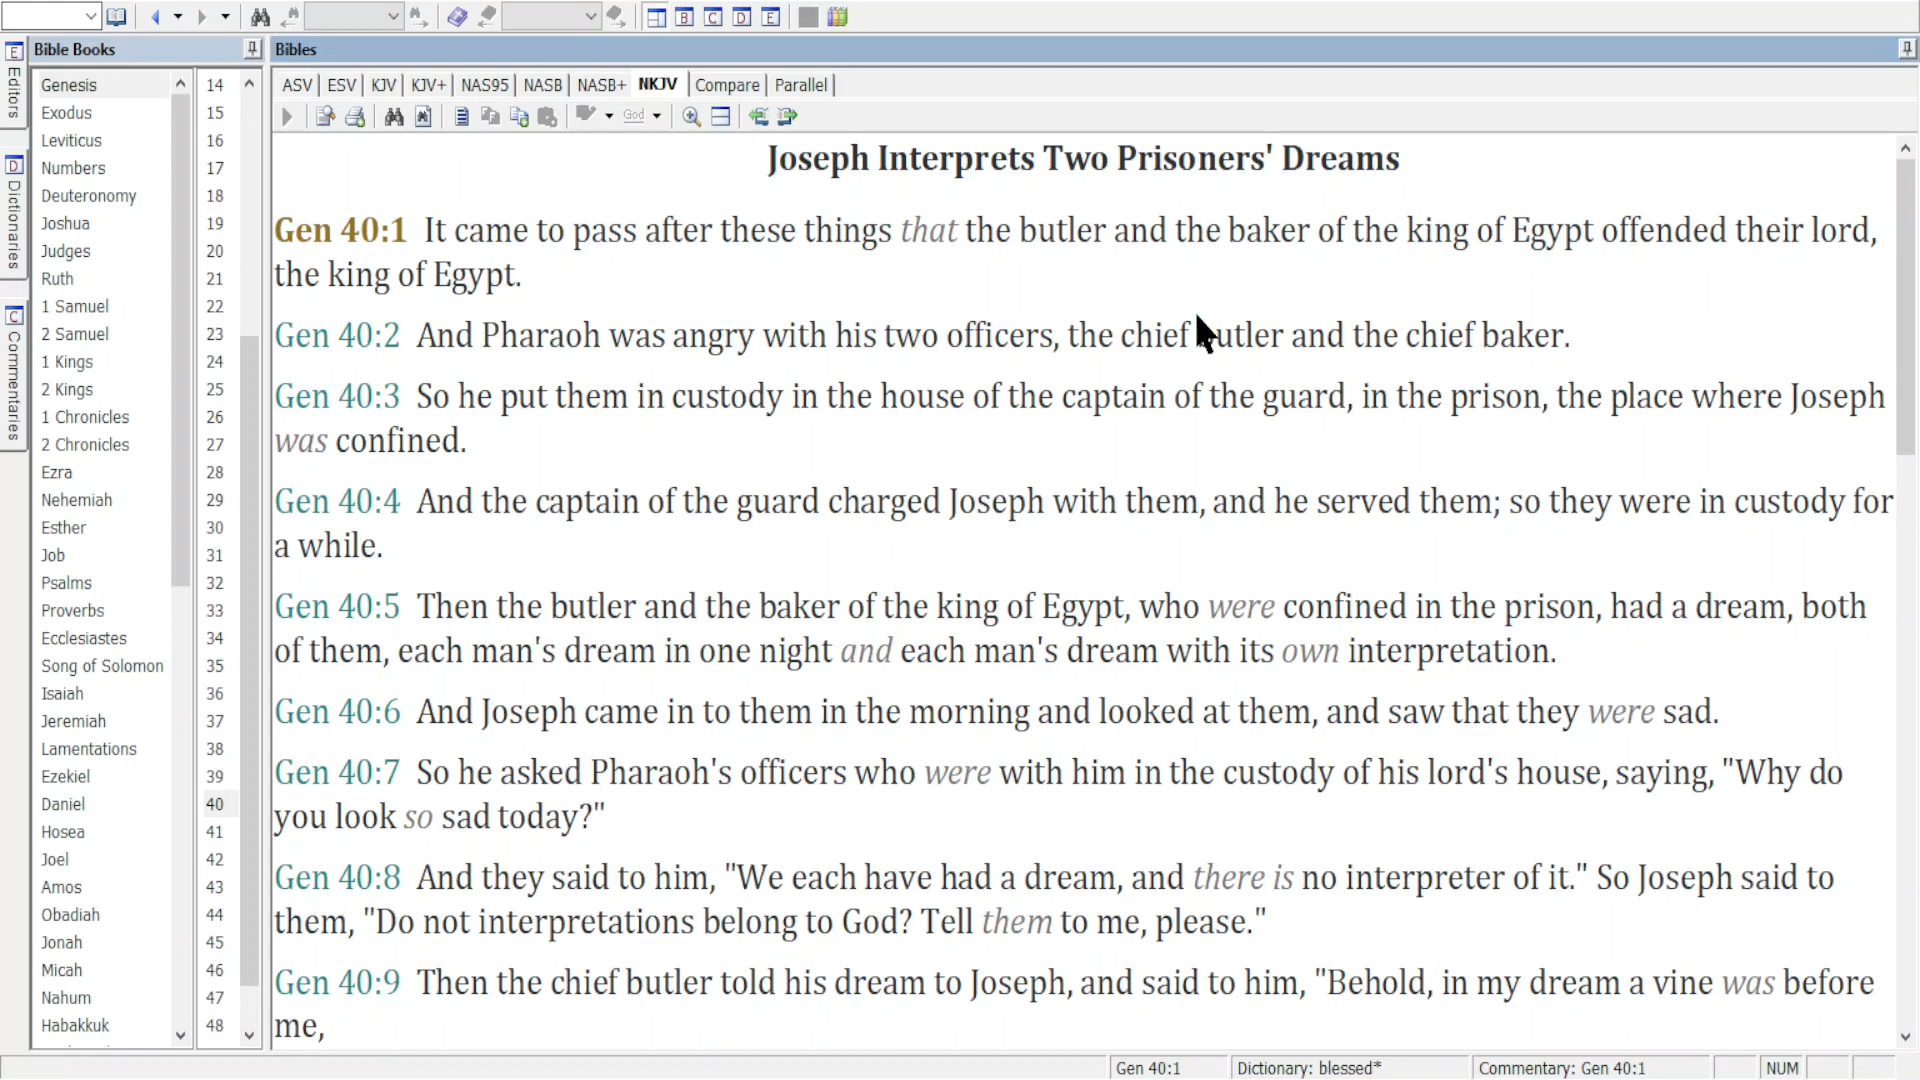 B C D E
Bible Books
Bibles
E Editors
D Dictionaries
C Commentaries
Genesis
Exodus
Leviticus
Numbers
Deuteronomy
Joshua
Judges
Ruth
1 Samuel
2 Samuel
1 Kings
2 Kings
1 Chronicles
2 Chronicles
Ezra
Nehemiah
Esther
Job
Psalms
Proverbs
Ecclesiastes
Song of Solomon
Isaiah
Jeremiah
Lamentations
Ezekiel
Daniel
Hosea
Joel
Amos
Obadiah
Jonah
Micah
Nahum
Habakkuk
14
15
16
17
18
19
20
21
22
23
24
25
26
27
28
29
30
31
32
33
34
35
36
37
38
39
40
41
42
43
44
45
46
47
48
ASV ESV KJV KJV+ NAS95 NASB NASB+ NKJV Compare Parallel
God
Joseph Interprets Two Prisoners' Dreams
Gen 40:1 It came to pass after these things that the butler and the baker of the king of Egypt offended their lord,
the king of Egypt.
Gen 40:2 And Pharaoh was angry with his two officers, the chief butler and the chief baker.
Gen 40:3 So he put them in custody in the house of the captain of the guard, in the prison, the place where Joseph
was confined.
Gen 40:4 And the captain of the guard charged Joseph with them, and he served them; so they were in custody for
a while.
Gen 40:5 Then the butler and the baker of the king of Egypt, who were confined in the prison, had a dream, both
of them, each man's dream in one night and each man's dream with its own interpretation.
Gen 40:6 And Joseph came in to them in the morning and looked at them, and saw that they were sad.
Gen 40:7 So he asked Pharaoh's officers who were with him in the custody of his lord's house, saying, "Why do
you look so sad today?"
Gen 40:8 And they said to him, "We each have had a dream, and there is no interpreter of it." So Joseph said to
them, "Do not interpretations belong to God? Tell them to me, please."
Gen 40:9 Then the chief butler told his dream to Joseph, and said to him, "Behold, in my dream a vine was before
me,
Gen 40:1
Dictionary: blessed*
Commentary: Gen 40:1
NUM